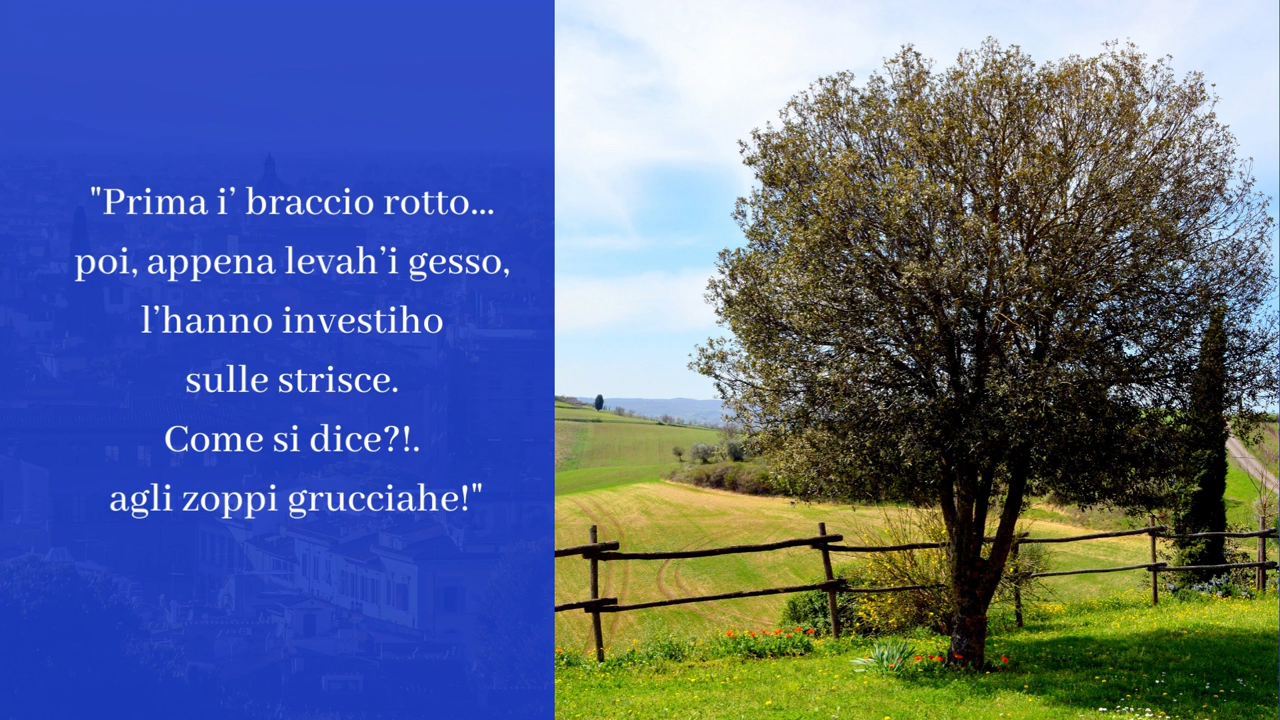 "Prima i’ braccio rotto...
poi, appena levah’i gesso,
l’hanno investiho
sulle strisce.
Come si dice?!.
agli zoppi grucciahe!"